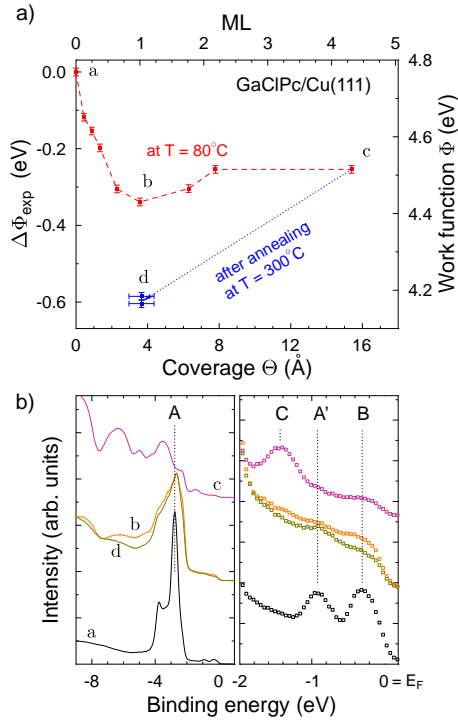 a)
ML
0 1 2 3 4 5
GaClPc/Cu(111)
0.0
-0.2
-0.4
-0.6
ΔΦexp (eV)
4.8
4.6
4.4
4.2
Work function Φ (eV)
a
at T = 80°C
b
c
d
after annealing
at T = 300°C
0 4 8 12 16
Coverage Θ (Å)
b)
Intensity (arb. units)
A
c
b
d
a
C A' B
-8 -4 0
-2 -1 0 = EF
Binding energy (eV)